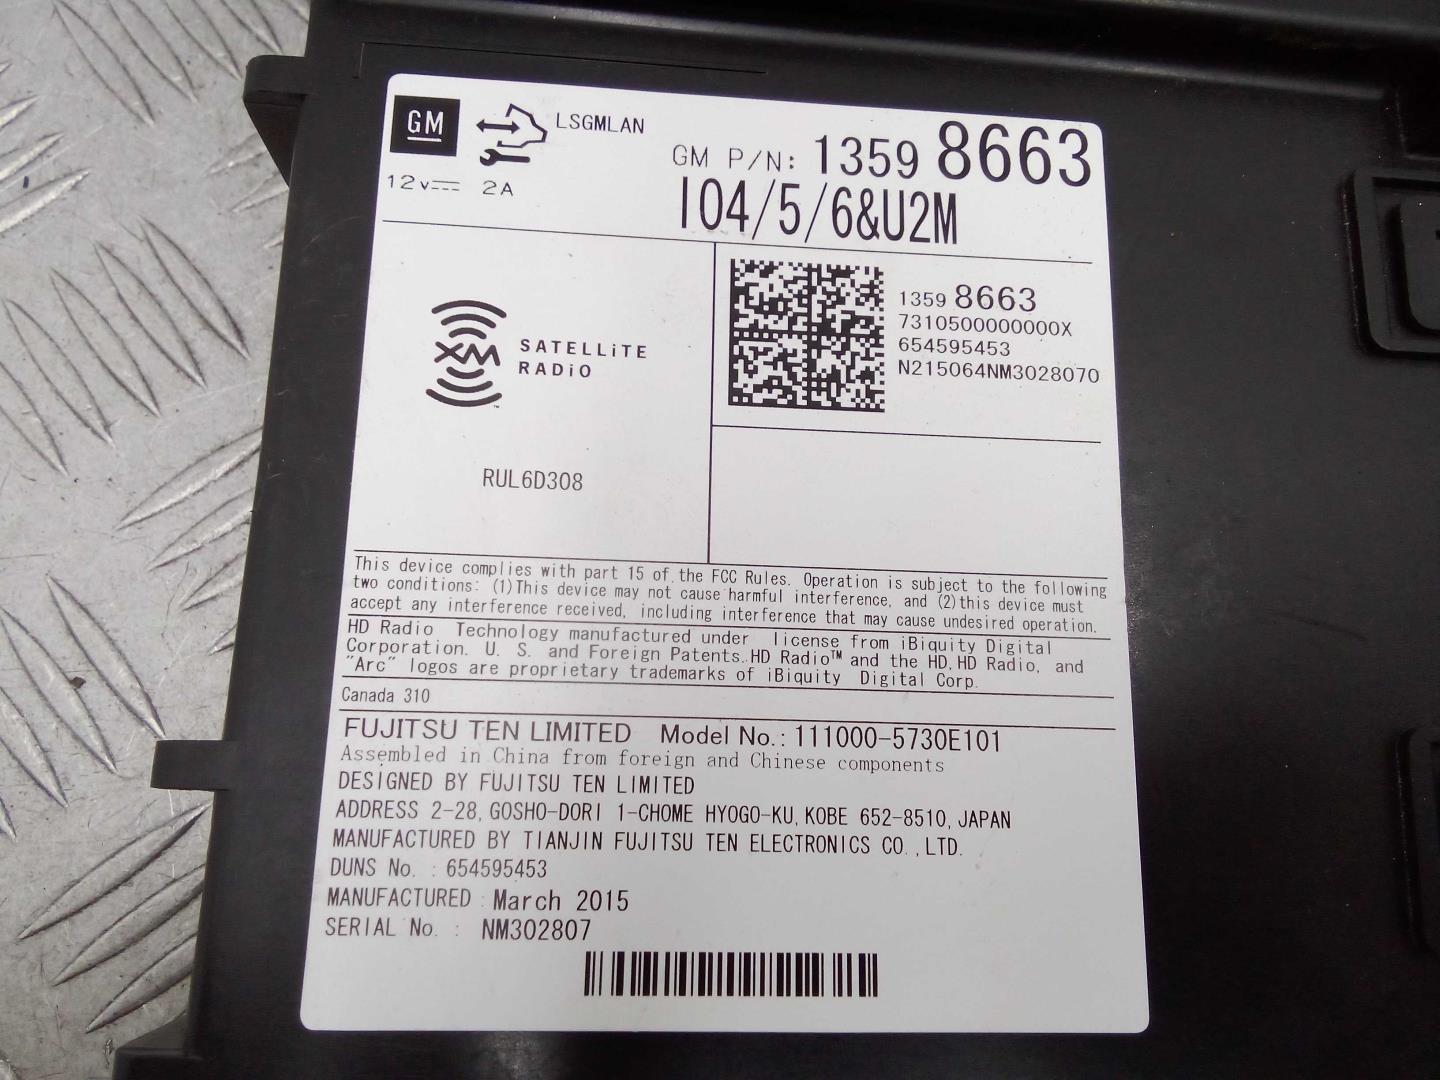 GM
LSGMLAN
12V 2A
GM P/N: 1359 8663
IO4/5/6&U2M
XM SATELLiTE
RADiO
™
1359 8663
7310500000000X
654595453
N215064NM3028070
RUL6D308
This device complies with part 15 of the FCC Rules. Operation is subject to the following
two conditions: (1)This device may not cause harmful interference, and (2)this device must
accept any interference received, including interference that may cause undesired operation.
HD Radio Technology manufactured under license from iBiquity Digital
Corporation. U. S. and Foreign Patents. HD Radio™ and the HD, HD Radio, and
"Arc" logos are proprietary trademarks of iBiquity Digital Corp.
Canada 310
FUJITSU TEN LIMITED Model No.: 111000-5730E101
Assembled in China from foreign and Chinese components
DESIGNED BY FUJITSU TEN LIMITED
ADDRESS 2-28, GOSHO-DORI 1-CHOME HYOGO-KU, KOBE 652-8510, JAPAN
MANUFACTURED BY TIANJIN FUJITSU TEN ELECTRONICS CO., LTD.
DUNS No. : 654595453
MANUFACTURED : March 2015
SERIAL No. : NM302807